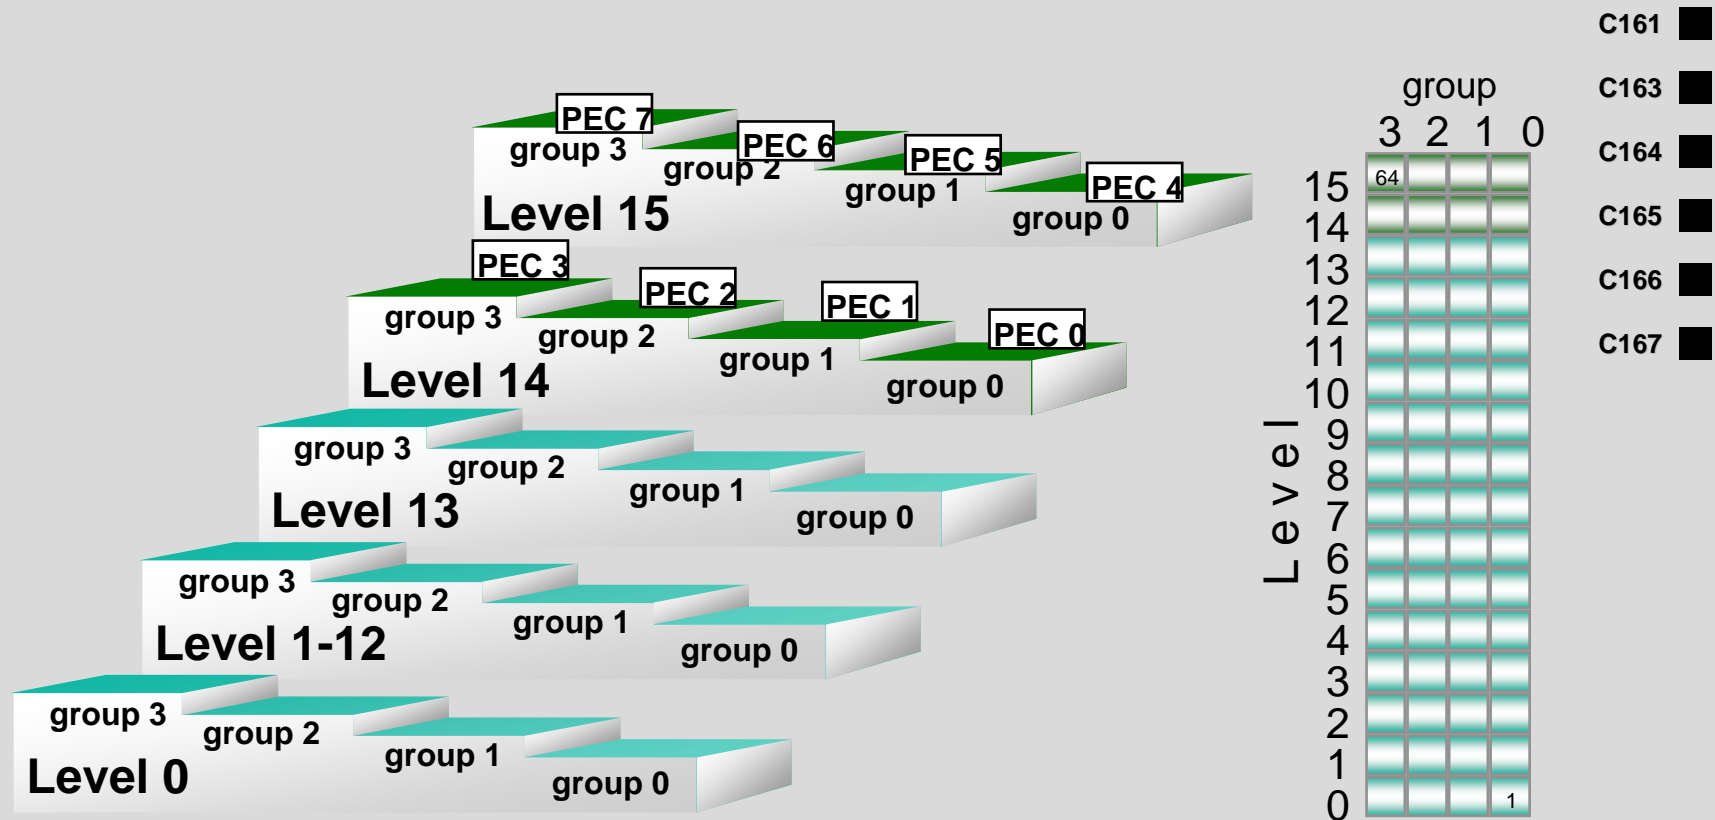 PEC 7
PEC 6
PEC 5
PEC 4
group 3
group 2
group 1
group 0
Level 15
PEC 3
PEC 2
PEC 1
PEC 0
group 3
group 2
group 1
group 0
Level 14
group 3
group 2
group 1
group 0
Level 13
group 3
group 2
group 1
group 0
Level 1-12
group 3
group 2
group 1
group 0
Level 0
group
3 2 1 0
Level
15 64
14
13
12
11
10
9
8
7
6
5
4
3
2
1
0 1
C161
C163
C164
C165
C166
C167